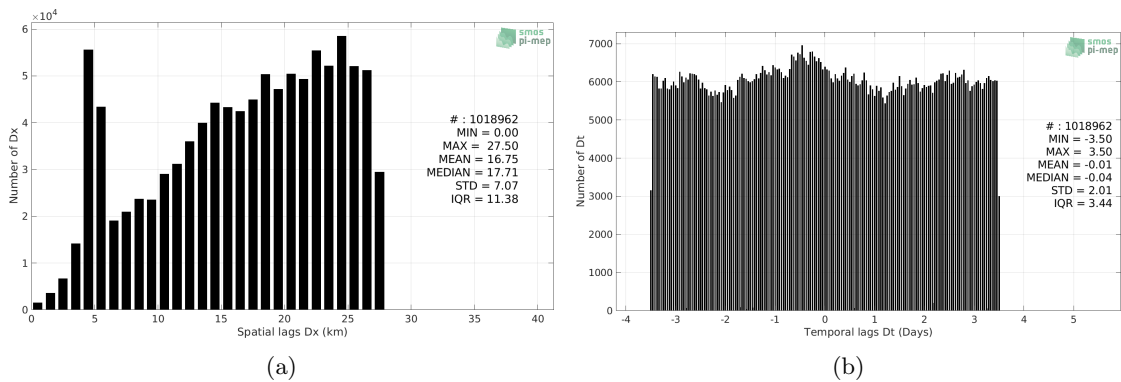 ×10⁴
6
5
4
3
2
1
0
Number of Dx
0 5 10 15 20 25 30 35 40
Spatial lags Dx (km)
smos
pi-mep
# : 1018962
MIN = 0.00
MAX = 27.50
MEAN = 16.75
MEDIAN = 17.71
STD = 7.07
IQR = 11.38
(a)
7000
6000
5000
4000
3000
2000
1000
0
Number of Dt
-4 -3 -2 -1 0 1 2 3 4 5
Temporal lags Dt (Days)
smos
pi-mep
# : 1018962
MIN = -3.50
MAX = 3.50
MEAN = -0.01
MEDIAN = -0.04
STD = 2.01
IQR = 3.44
(b)